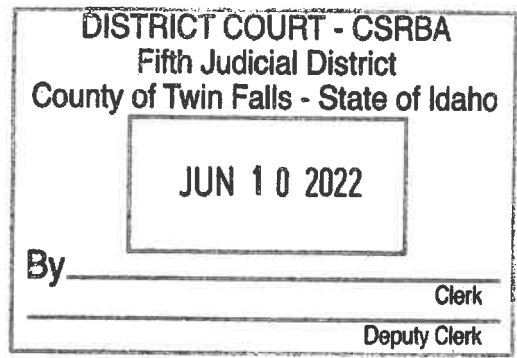 DISTRICT COURT - CSRBA
Fifth Judicial District
County of Twin Falls - State of Idaho
JUN 10 2022
By
Clerk
Deputy Clerk